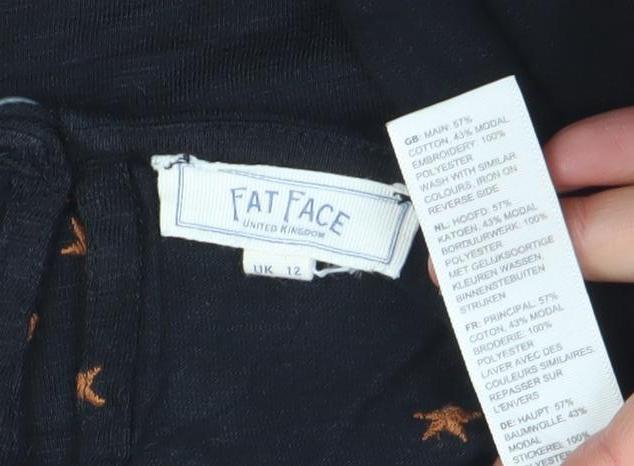 FAT FACE
UNITED KINGDOM
UK 12
GB: MAIN: 57%
COTTON, 43% MODAL
EMBROIDERY: 100%
POLYESTER
WASH WITH SIMILAR
COLOURS, IRON ON
REVERSE SIDE
NL: HOOFD: 57%
KATOEN, 43% MODAL
BORDUURWERK: 100%
POLYESTER
MET GELIJKSOORTIGE
KLEUREN WASSEN,
BINNENSTEBUITEN
STRIJKEN
FR: PRINCIPAL: 57%
COTON, 43% MODAL
BRODERIE: 100%
POLYESTER
LAVER AVEC DES
COULEURS SIMILAIRES,
REPASSER SUR
L'ENVERS
DE: HAUPT: 57%
BAUMWOLLE, 43%
MODAL
STICKEREI: 100%
POLYESTER